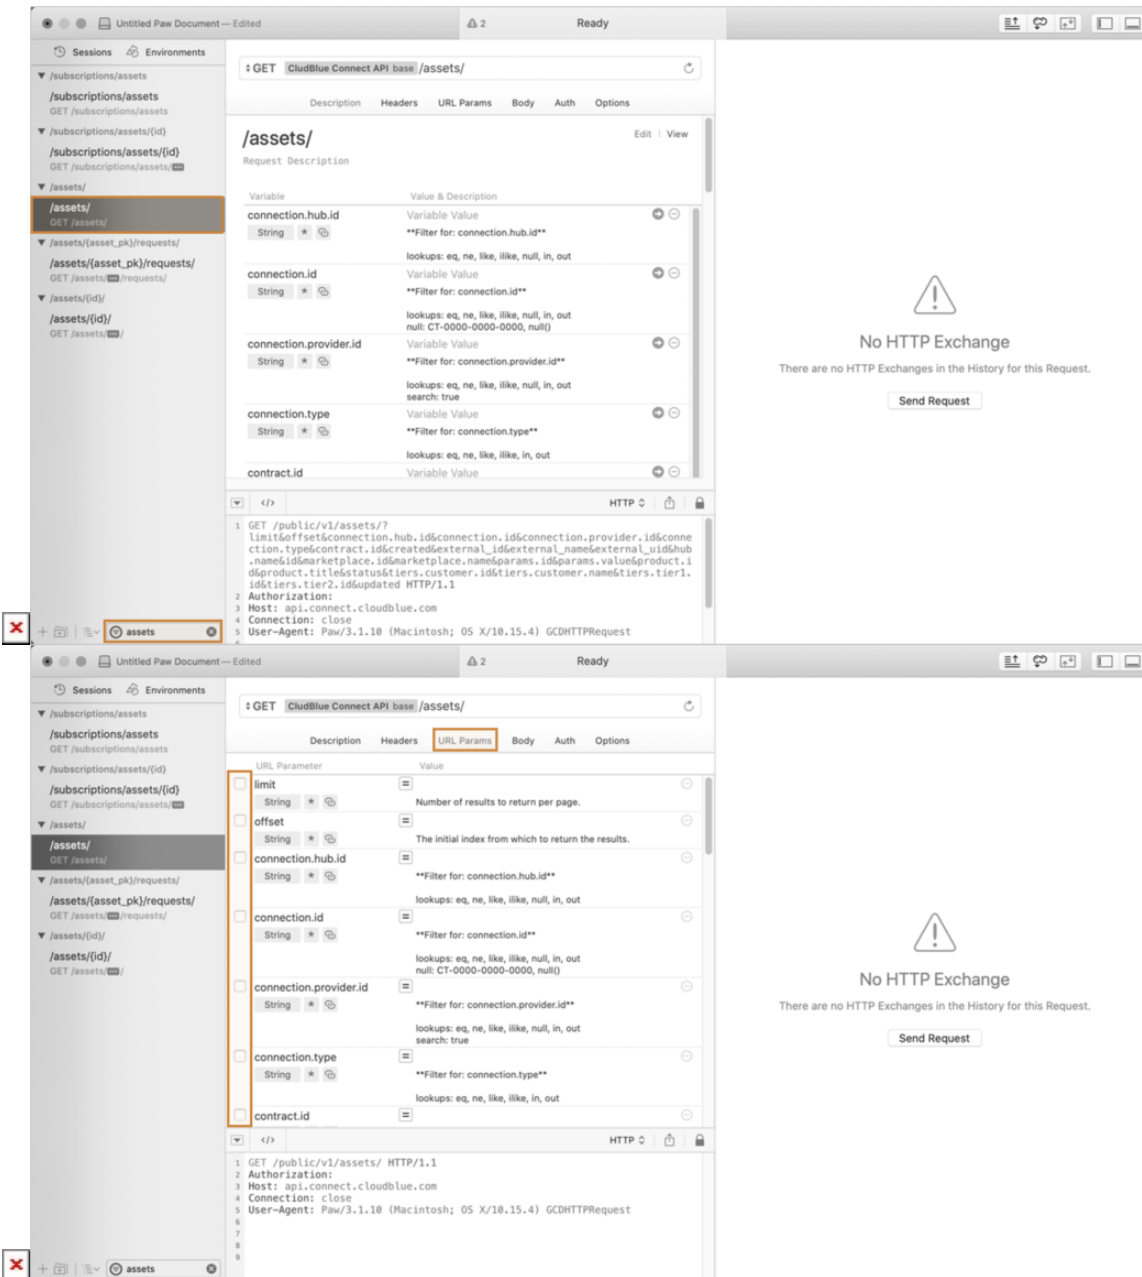 Untitled Paw Document — Edited
2
Ready
Sessions Environments
/subscriptions/assets
/subscriptions/assets
GET /subscriptions/assets
/subscriptions/assets/{id}
/subscriptions/assets/{id}
GET /subscriptions/assets/
/assets/
/assets/
GET /assets/
/assets/{asset_pk}/requests/
/assets/{asset_pk}/requests/
GET /assets/ /requests/
/assets/{id}/
/assets/{id}/
GET /assets/ /
assets
GET CludBlue Connect API base /assets/
Description Headers URL Params Body Auth Options
/assets/
Edit View
Request Description
Variable Value & Description
connection.hub.id Variable Value
String * **Filter for: connection.hub.id**
lookups: eq, ne, like, ilike, null, in, out
connection.id Variable Value
String * **Filter for: connection.id**
lookups: eq, ne, like, ilike, null, in, out
null: CT-0000-0000-0000, null()
connection.provider.id Variable Value
String * **Filter for: connection.provider.id**
lookups: eq, ne, like, ilike, null, in, out
search: true
connection.type Variable Value
String * **Filter for: connection.type**
lookups: eq, ne, like, ilike, in, out
contract.id Variable Value
</> HTTP
1 GET /public/v1/assets/?
limit&offset&connection.hub.id&connection.id&connection.provider.id&conne
ction.type&contract.id&created&external_id&external_name&external_uid&hub
.name&id&marketplace.id&marketplace.name&params.id&params.value&product.i
d&product.title&status&tiers.customer.id&tiers.customer.name&tiers.tier1.
id&tiers.tier2.id&updated HTTP/1.1
2 Authorization:
3 Host: api.connect.cloudblue.com
4 Connection: close
5 User-Agent: Paw/3.1.10 (Macintosh; OS X/10.15.4) GCDHTTPRequest
No HTTP Exchange
There are no HTTP Exchanges in the History for this Request.
Send Request
Untitled Paw Document — Edited
2
Ready
Sessions Environments
/subscriptions/assets
/subscriptions/assets
GET /subscriptions/assets
/subscriptions/assets/{id}
/subscriptions/assets/{id}
GET /subscriptions/assets/
/assets/
/assets/
GET /assets/
/assets/{asset_pk}/requests/
/assets/{asset_pk}/requests/
GET /assets/ /requests/
/assets/{id}/
/assets/{id}/
GET /assets/ /
assets
GET CludBlue Connect API base /assets/
Description Headers URL Params Body Auth Options
URL Parameter Value
limit =
String * Number of results to return per page.
offset =
String * The initial index from which to return the results.
connection.hub.id =
String * **Filter for: connection.hub.id**
lookups: eq, ne, like, ilike, null, in, out
connection.id =
String * **Filter for: connection.id**
lookups: eq, ne, like, ilike, null, in, out
null: CT-0000-0000-0000, null()
connection.provider.id =
String * **Filter for: connection.provider.id**
lookups: eq, ne, like, ilike, null, in, out
search: true
connection.type =
String * **Filter for: connection.type**
lookups: eq, ne, like, ilike, in, out
contract.id =
</> HTTP
1 GET /public/v1/assets/ HTTP/1.1
2 Authorization:
3 Host: api.connect.cloudblue.com
4 Connection: close
5 User-Agent: Paw/3.1.10 (Macintosh; OS X/10.15.4) GCDHTTPRequest
6
7
8
9
No HTTP Exchange
There are no HTTP Exchanges in the History for this Request.
Send Request